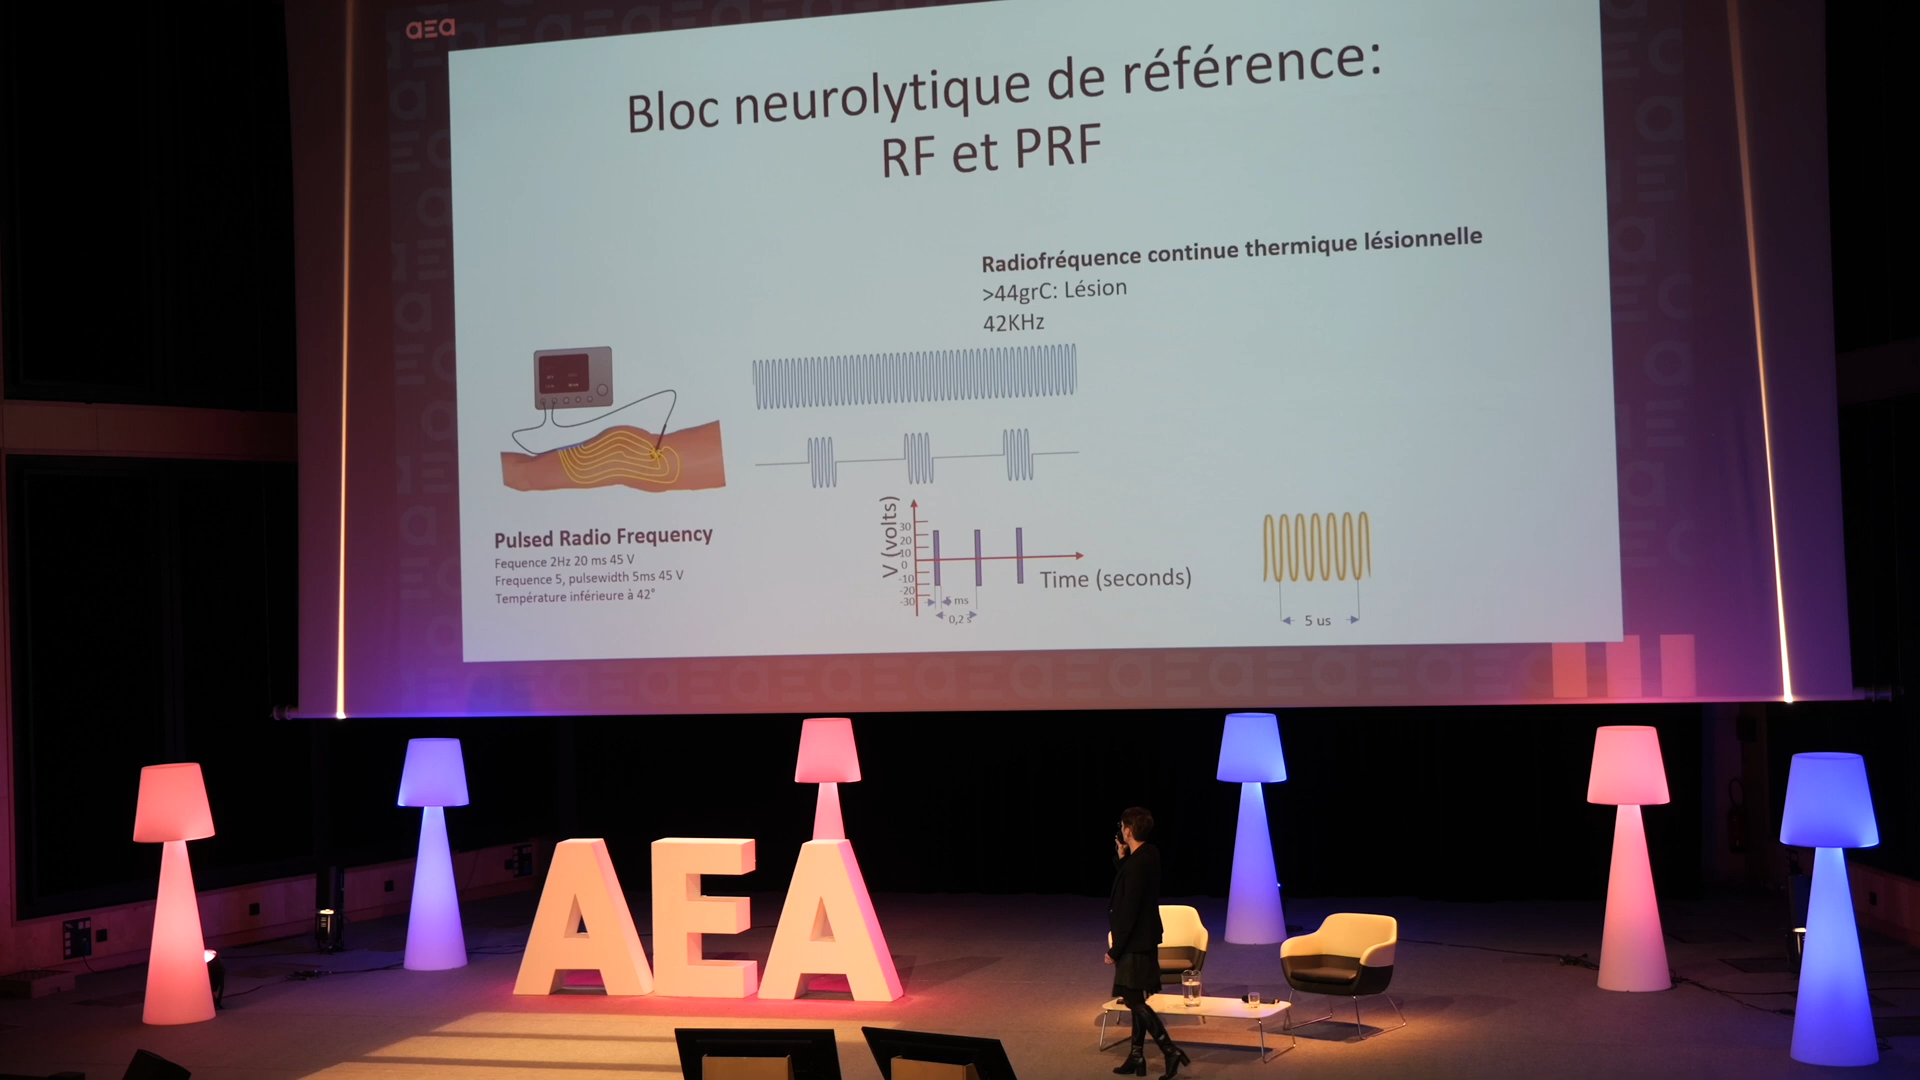 aea
Bloc neurolytique de référence:
RF et PRF
Radiofréquence continue thermique lésionnelle
>44grC: Lésion
42KHz
Pulsed Radio Frequency
Fequence 2Hz 20 ms 45 V
Frequence 5, pulsewidth 5ms 45 V
Température inférieure à 42°
V (volts)
30
20
10
0
-10
-20
-30
Time (seconds)
ms
0,2 s
5 us
AEA